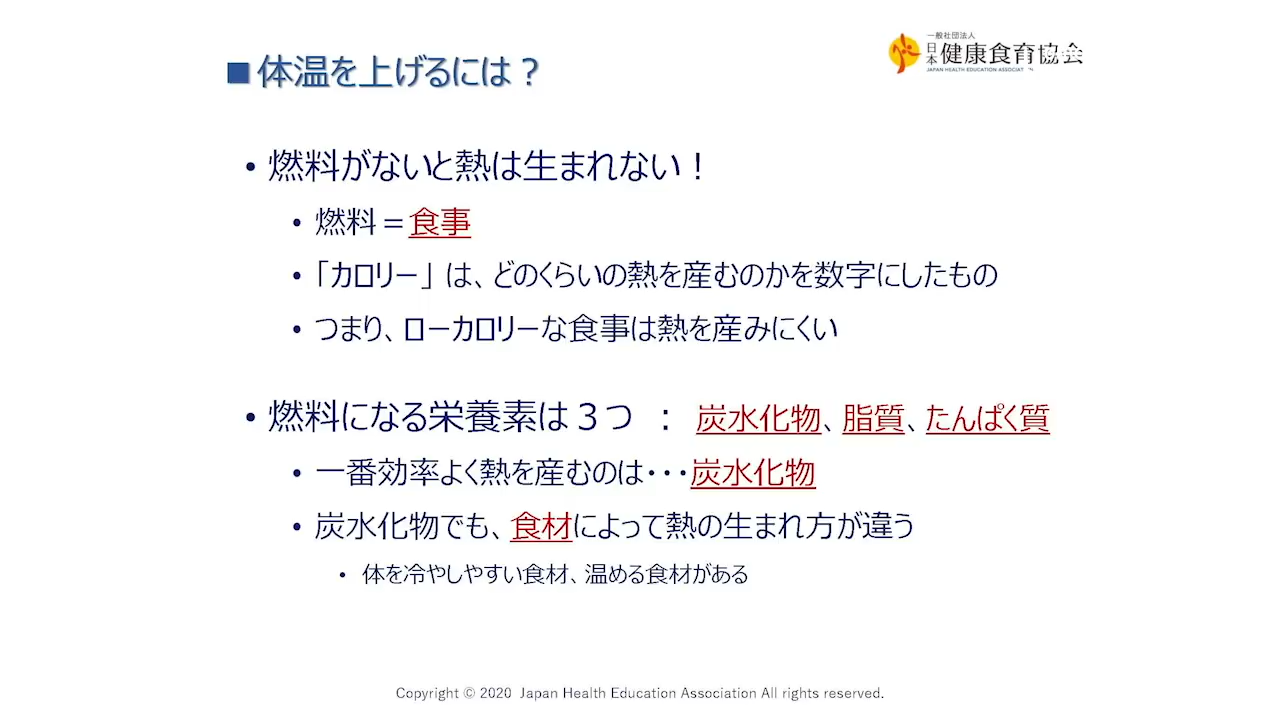 ■体温を上げるには？
一般社団法人
日本
健康食育協会
JAPAN HEALTH EDUCATION ASSOCIATION
• 燃料がないと熱は生まれない！
• 燃料＝食事
• 「カロリー」は、どのくらいの熱を産むのかを数字にしたもの
• つまり、ローカロリーな食事は熱を産みにくい
• 燃料になる栄養素は３つ ： 炭水化物、脂質、たんぱく質
• 一番効率よく熱を産むのは・・・炭水化物
• 炭水化物でも、食材によって熱の生まれ方が違う
• 体を冷やしやすい食材、温める食材がある
Copyright © 2020 Japan Health Education Association All rights reserved.